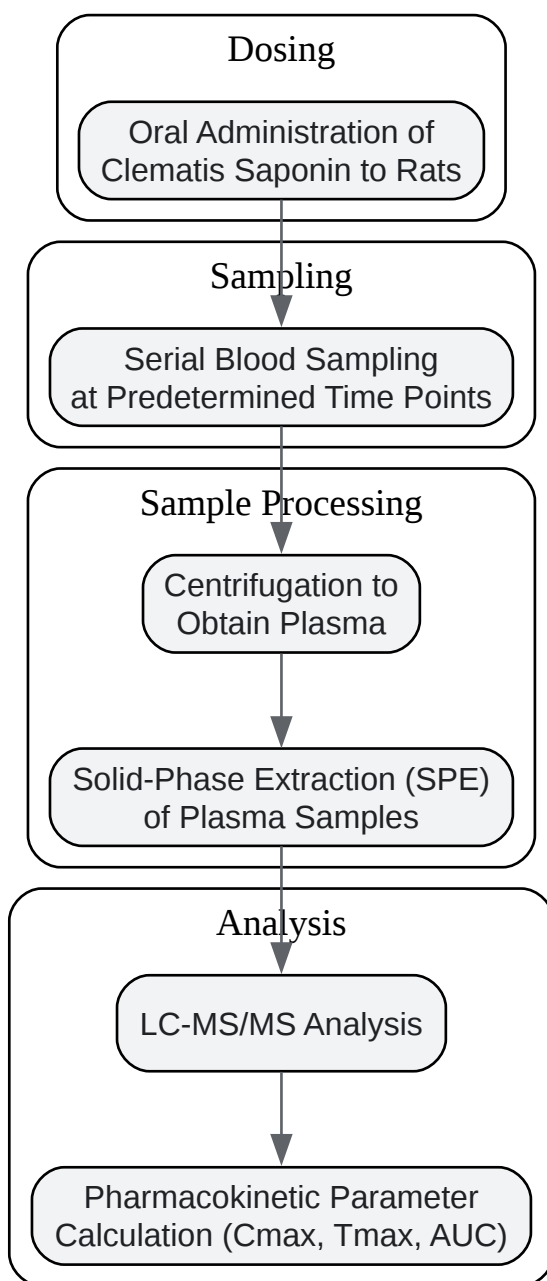 Dosing
Oral Administration of
Clematis Saponin to Rats
Sampling
Serial Blood Sampling
at Predetermined Time Points
Sample Processing
Centrifugation to
Obtain Plasma
Solid-Phase Extraction (SPE)
of Plasma Samples
Analysis
LC-MS/MS Analysis
Pharmacokinetic Parameter
Calculation (Cmax, Tmax, AUC)